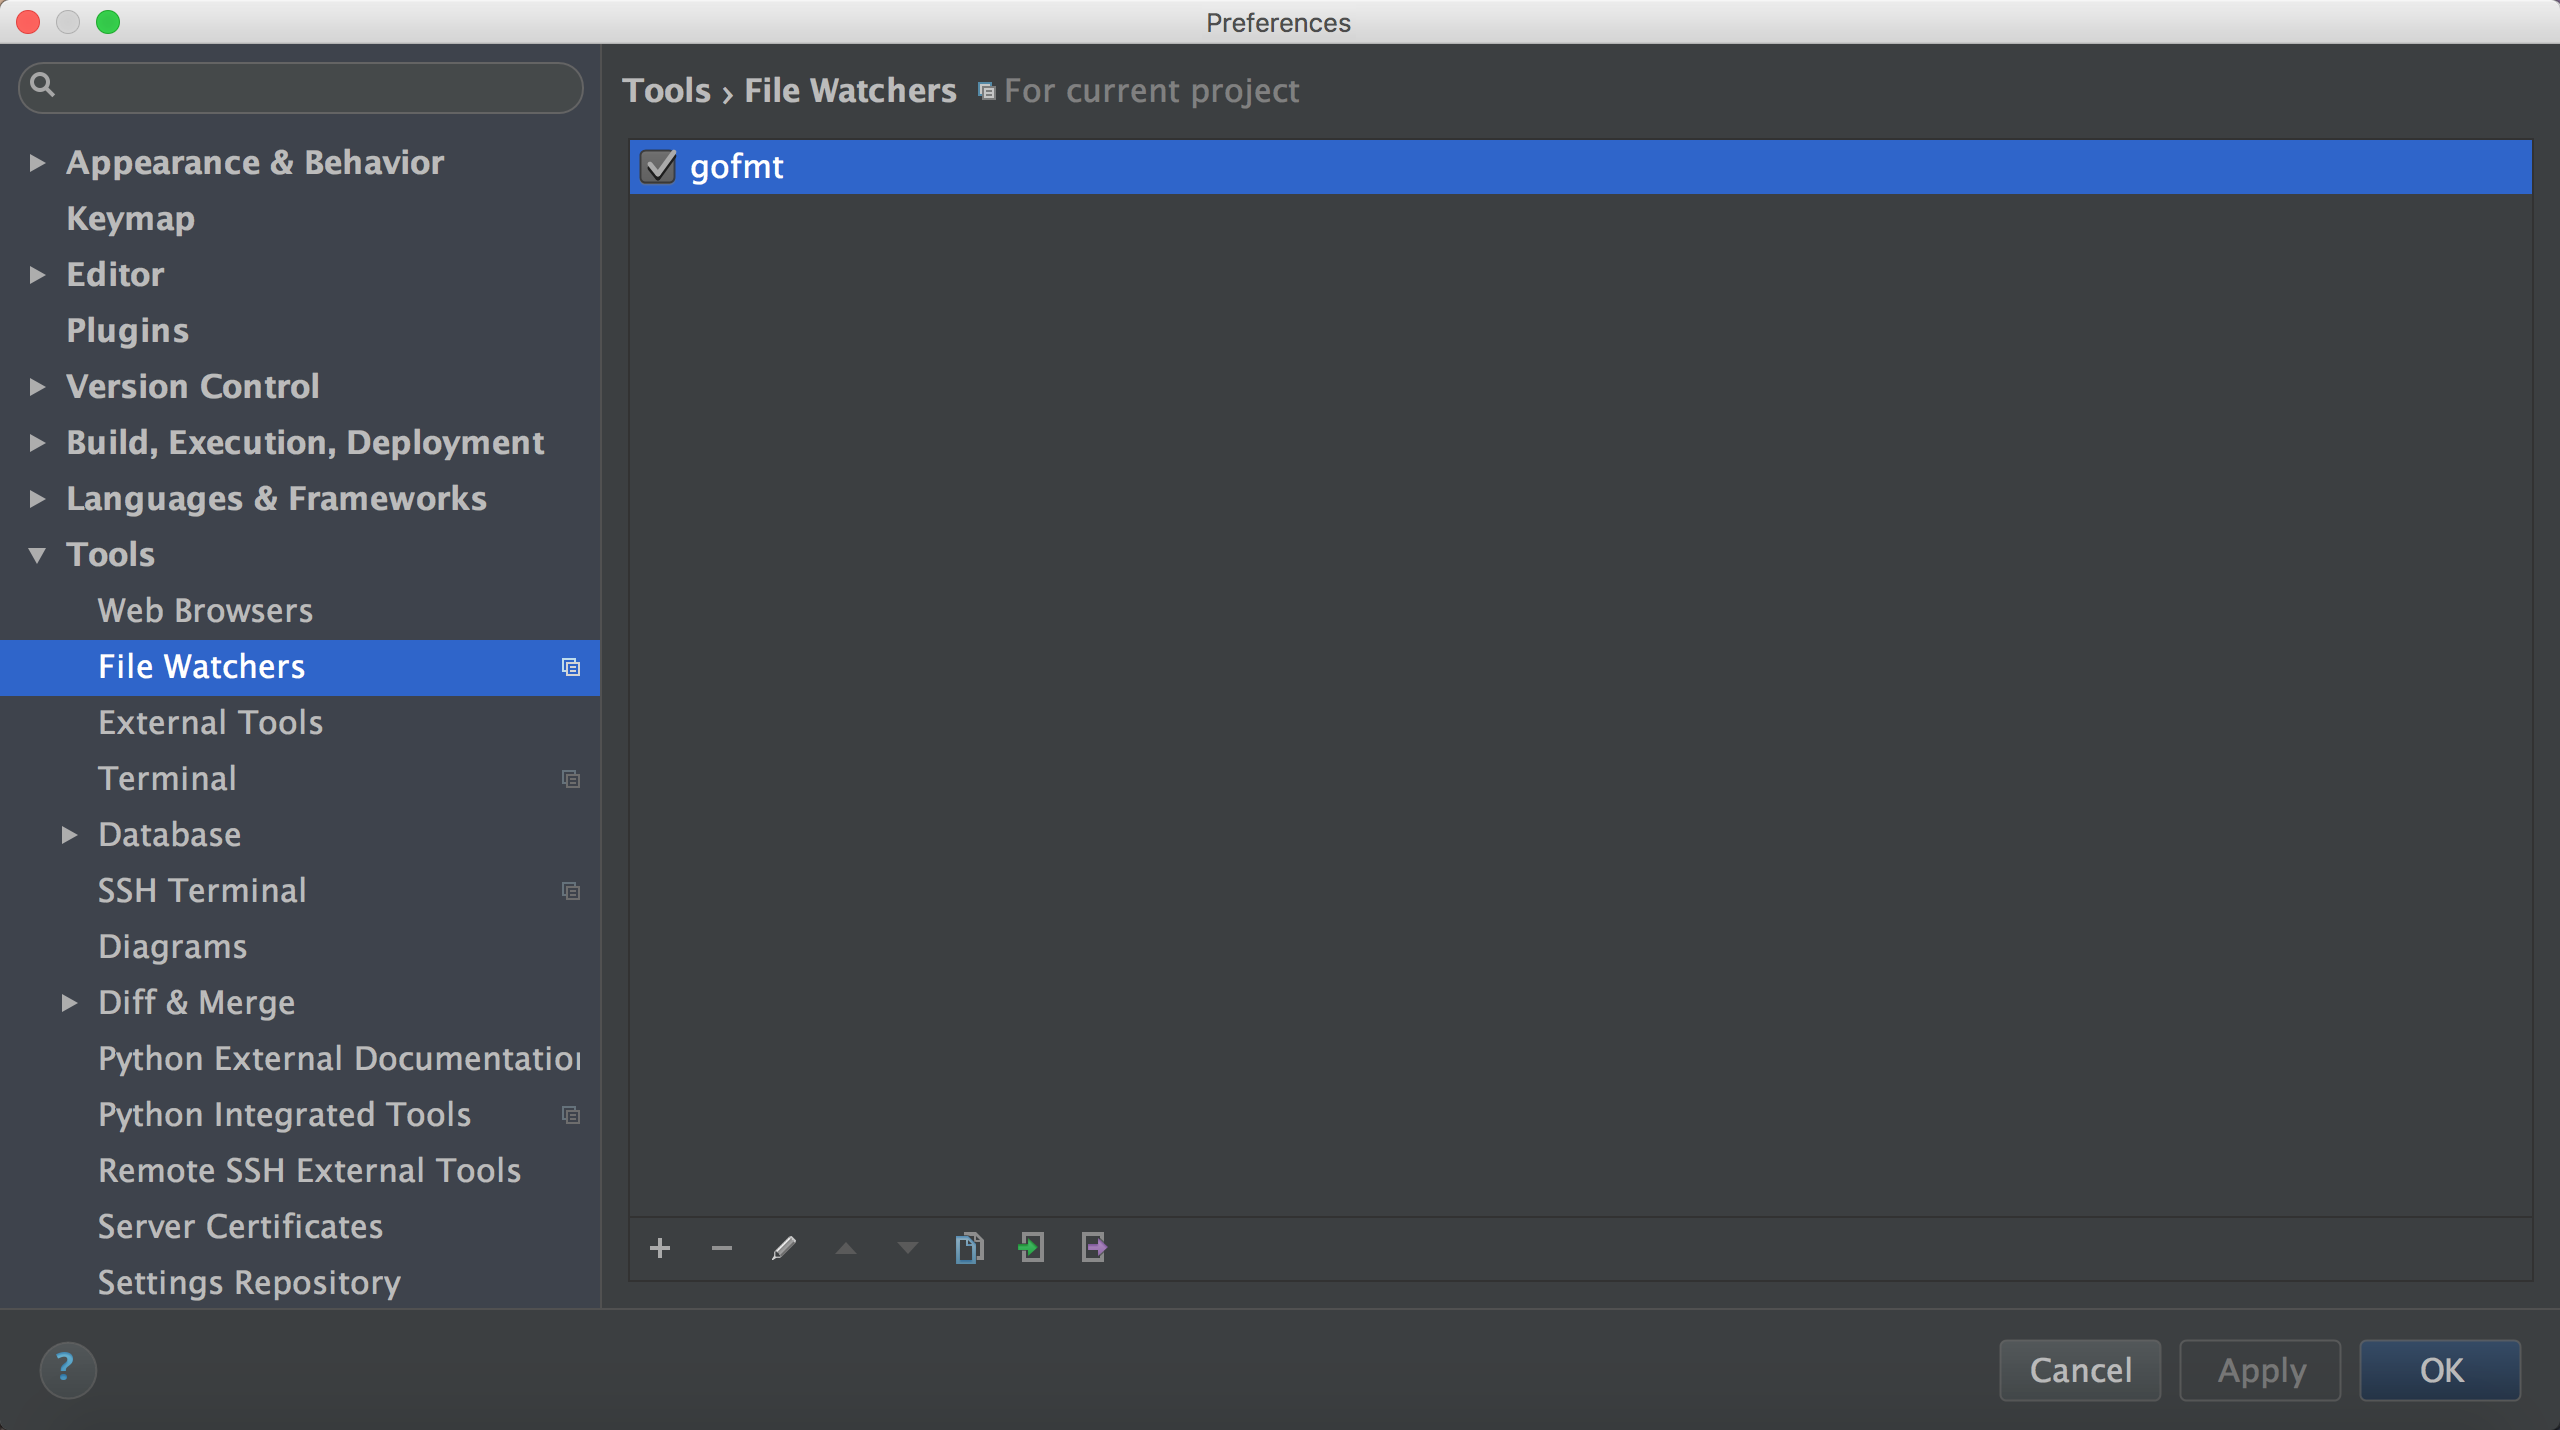 Preferences
Tools › File Watchers For current project
gofmt
Appearance & Behavior
Keymap
Editor
Plugins
Version Control
Build, Execution, Deployment
Languages & Frameworks
Tools
Web Browsers
File Watchers
External Tools
Terminal
Database
SSH Terminal
Diagrams
Diff & Merge
Python External Documentation
Python Integrated Tools
Remote SSH External Tools
Server Certificates
Settings Repository
?
Cancel
Apply
OK